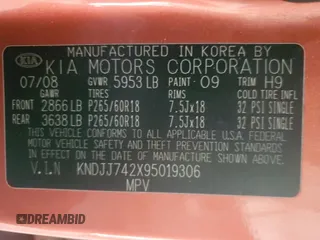 MANUFACTURED IN KOREA BY
KIA KIA MOTORS CORPORATION
07/08 GVWR 5953 LB PAINT 09 TRIM H9
GAWR TIRES RIMS COLD TIRE INFL
FRONT 2866 LB P265/60R18 7.5Jx18 32 PSI SINGLE
REAR 3638 LB P265/60R18 7.5Jx18 32 PSI SINGLE
THIS VEHICLE CONFORMS TO ALL APPLICABLE U.S.A
FEDERAL MOTOR VEHICLE SAFETY STANDARDS IN
EFFECT ON THE DATE OF MANUFACTURE SHOWN ABOVE
V.I.N KNDJJ742X95019306
MPV
DREAMBID